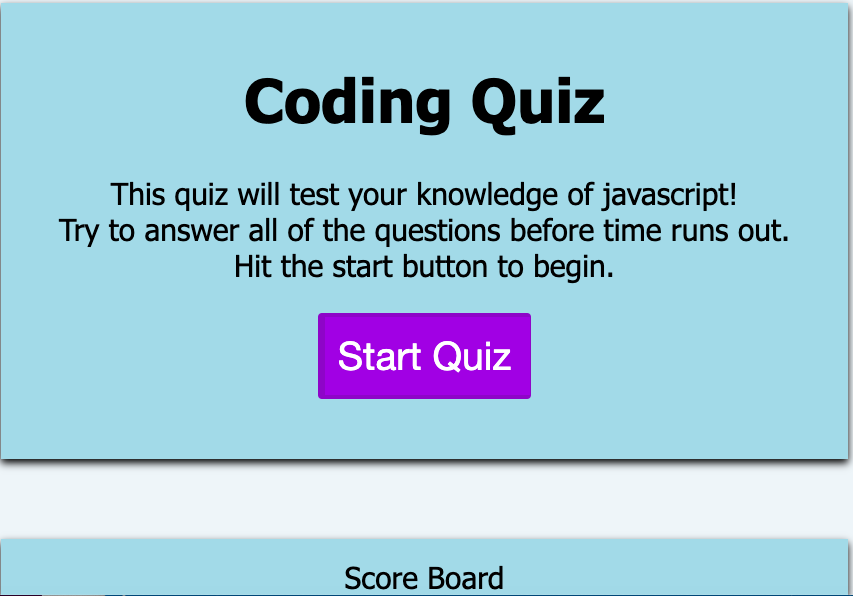 Coding Quiz
This quiz will test your knowledge of javascript!
Try to answer all of the questions before time runs out.
Hit the start button to begin.
Start Quiz
Score Board